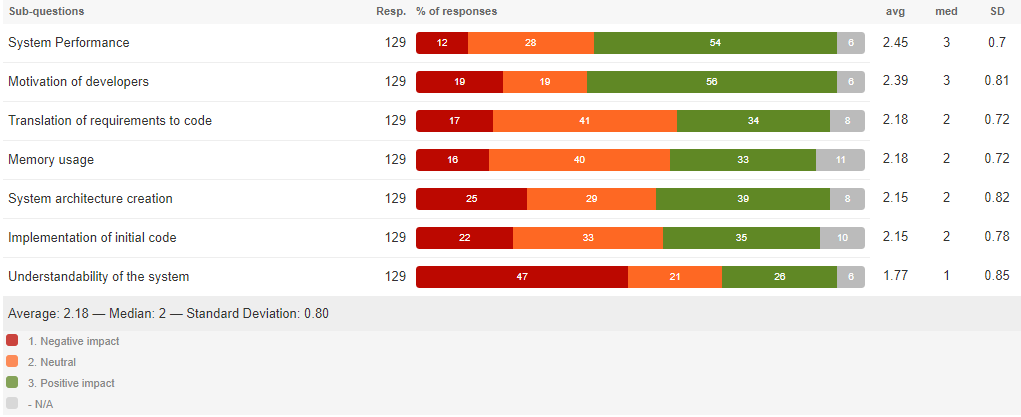 Sub-questions Resp. % of responses avg med SD
System Performance 129 12 28 54 6 2.45 3 0.7
Motivation of developers 129 19 19 56 6 2.39 3 0.81
Translation of requirements to code 129 17 41 34 8 2.18 2 0.72
Memory usage 129 16 40 33 11 2.18 2 0.72
System architecture creation 129 25 29 39 8 2.15 2 0.82
Implementation of initial code 129 22 33 35 10 2.15 2 0.78
Understandability of the system 129 47 21 26 6 1.77 1 0.85
Average: 2.18 — Median: 2 — Standard Deviation: 0.80
1. Negative impact
2. Neutral
3. Positive impact
- N/A